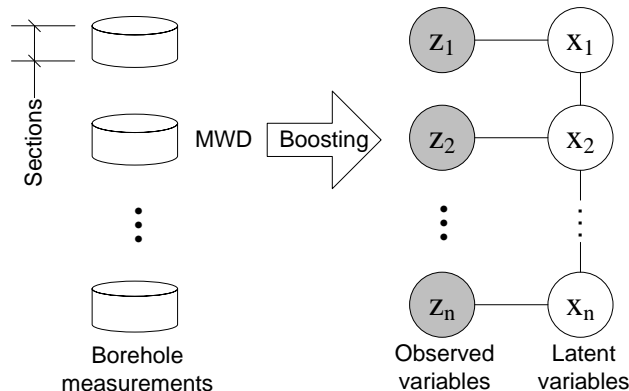 Sections
MWD
Boosting
Borehole
measurements
z1
x1
z2
x2
zn
xn
Observed
variables
Latent
variables